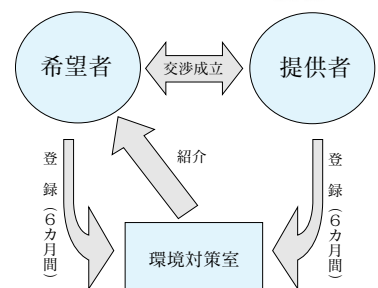 希望者
交渉成立
提供者
登録（６カ月間）
紹介
登録（６カ月間）
環境対策室